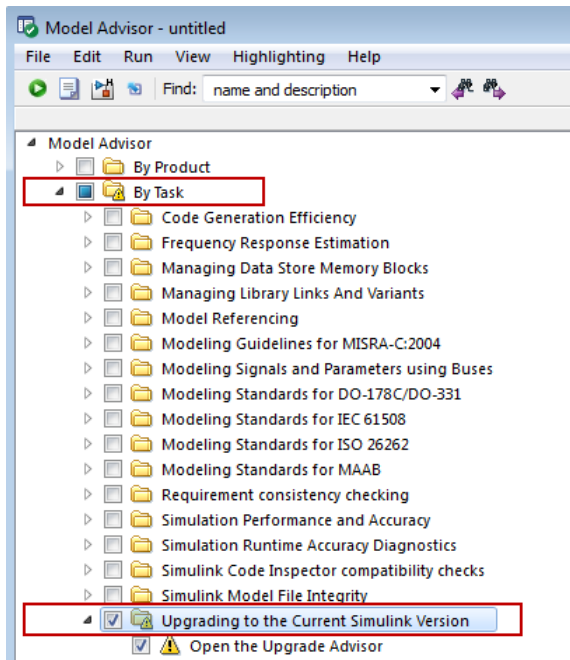 Model Advisor - untitled
File Edit Run View Highlighting Help
Find: name and description
Model Advisor
By Product
By Task
Code Generation Efficiency
Frequency Response Estimation
Managing Data Store Memory Blocks
Managing Library Links And Variants
Model Referencing
Modeling Guidelines for MISRA-C:2004
Modeling Signals and Parameters using Buses
Modeling Standards for DO-178C/DO-331
Modeling Standards for IEC 61508
Modeling Standards for ISO 26262
Modeling Standards for MAAB
Requirement consistency checking
Simulation Performance and Accuracy
Simulation Runtime Accuracy Diagnostics
Simulink Code Inspector compatibility checks
Simulink Model File Integrity
Upgrading to the Current Simulink Version
Open the Upgrade Advisor